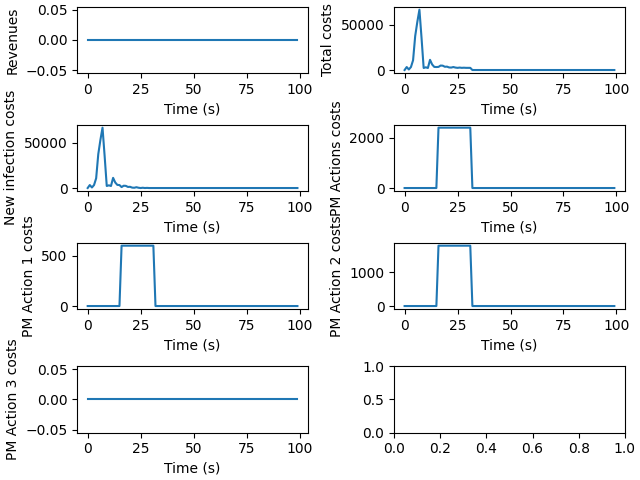 Revenues
0.05
0.00
−0.05
0 25 50 75 100
Time (s)
Total costs
50000
0
0 25 50 75 100
Time (s)
New infection costs
50000
0
0 25 50 75 100
Time (s)
PM Actions costs
2000
0
0 25 50 75 100
Time (s)
PM Action 1 costs
500
0
0 25 50 75 100
Time (s)
PM Action 2 costs
1000
0
0 25 50 75 100
Time (s)
PM Action 3 costs
0.05
0.00
−0.05
0 25 50 75 100
Time (s)
1.0
0.5
0.0
0.0 0.2 0.4 0.6 0.8 1.0